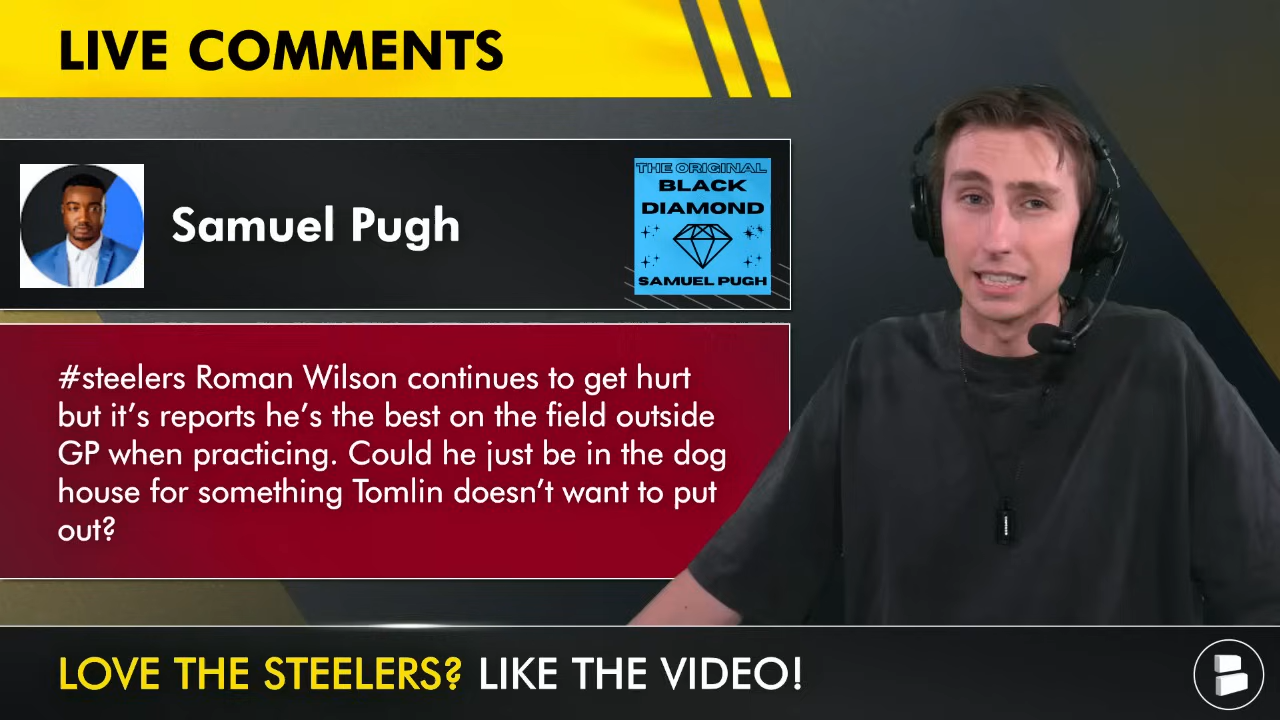 LIVE COMMENTS
Samuel Pugh
THE ORIGINAL
BLACK
DIAMOND
SAMUEL PUGH
#steelers Roman Wilson continues to get hurt
but it's reports he's the best on the field outside
GP when practicing. Could he just be in the dog
house for something Tomlin doesn't want to put
out?
LOVE THE STEELERS? LIKE THE VIDEO!